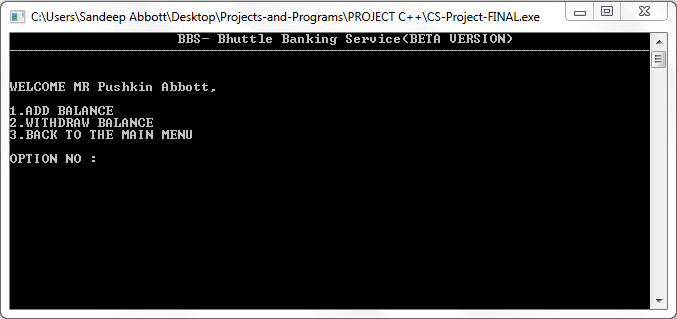 C:\Users\Sandeep Abbott\Desktop\Projects-and-Programs\PROJECT C++\CS-Project-FINAL.exe
BBS- Bhuttle Banking Service(BETA VERSION)
WELCOME MR Pushkin Abbott,
1.ADD BALANCE
2.WITHDRAW BALANCE
3.BACK TO THE MAIN MENU
OPTION NO :